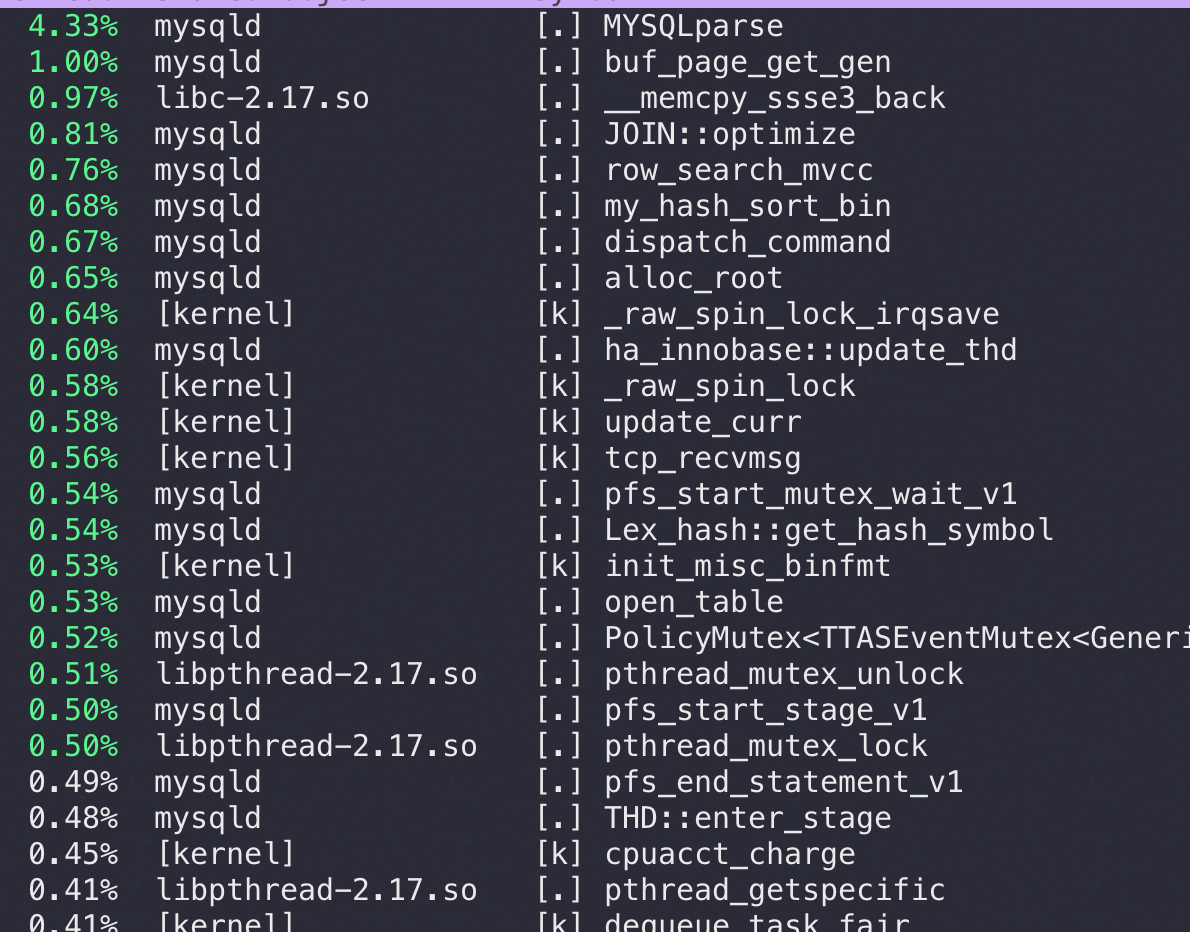 4.33% mysqld [.] MYSQLparse
1.00% mysqld [.] buf_page_get_gen
0.97% libc-2.17.so [.] __memcpy_ssse3_back
0.81% mysqld [.] JOIN::optimize
0.76% mysqld [.] row_search_mvcc
0.68% mysqld [.] my_hash_sort_bin
0.67% mysqld [.] dispatch_command
0.65% mysqld [.] alloc_root
0.64% [kernel] [k] _raw_spin_lock_irqsave
0.60% mysqld [.] ha_innobase::update_thd
0.58% [kernel] [k] _raw_spin_lock
0.58% [kernel] [k] update_curr
0.56% [kernel] [k] tcp_recvmsg
0.54% mysqld [.] pfs_start_mutex_wait_v1
0.54% mysqld [.] Lex_hash::get_hash_symbol
0.53% [kernel] [k] init_misc_binfmt
0.53% mysqld [.] open_table
0.52% mysqld [.] PolicyMutex<TTASEventMutex<Generi
0.51% libpthread-2.17.so [.] pthread_mutex_unlock
0.50% mysqld [.] pfs_start_stage_v1
0.50% libpthread-2.17.so [.] pthread_mutex_lock
0.49% mysqld [.] pfs_end_statement_v1
0.48% mysqld [.] THD::enter_stage
0.45% [kernel] [k] cpuacct_charge
0.41% libpthread-2.17.so [.] pthread_getspecific
0.41% [kernel] [k] dequeue_task_fair